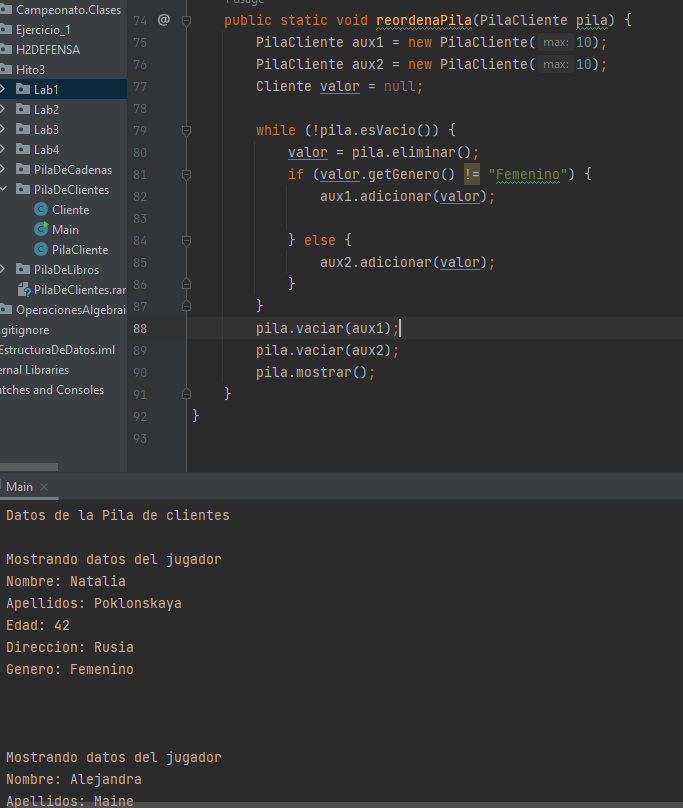 Campeonato.Clases
Ejercicio_1
H2DEFENSA
Hito3
Lab1
Lab2
Lab3
Lab4
PilaDeCadenas
PilaDeClientes
Cliente
Main
PilaCliente
PilaDeLibros
PilaDeClientes.rar
OperacionesAlgebrai
.gitignore
EstructuraDeDatos.iml
ernal Libraries
atches and Consoles
74 @ public static void reordenaPila(PilaCliente pila) {
75 PilaCliente aux1 = new PilaCliente( max: 10);
76 PilaCliente aux2 = new PilaCliente( max: 10);
77 Cliente valor = null;
78
79 while (!pila.esVacio()) {
80 valor = pila.eliminar();
81 if (valor.getGenero() != "Femenino") {
82 aux1.adicionar(valor);
83
84 } else {
85 aux2.adicionar(valor);
86 }
87 }
88 pila.vaciar(aux1);
89 pila.vaciar(aux2);
90 pila.mostrar();
91 }
92 }
93
Main
Datos de la Pila de clientes
Mostrando datos del jugador
Nombre: Natalia
Apellidos: Poklonskaya
Edad: 42
Direccion: Rusia
Genero: Femenino
Mostrando datos del jugador
Nombre: Alejandra
Apellidos: Maine